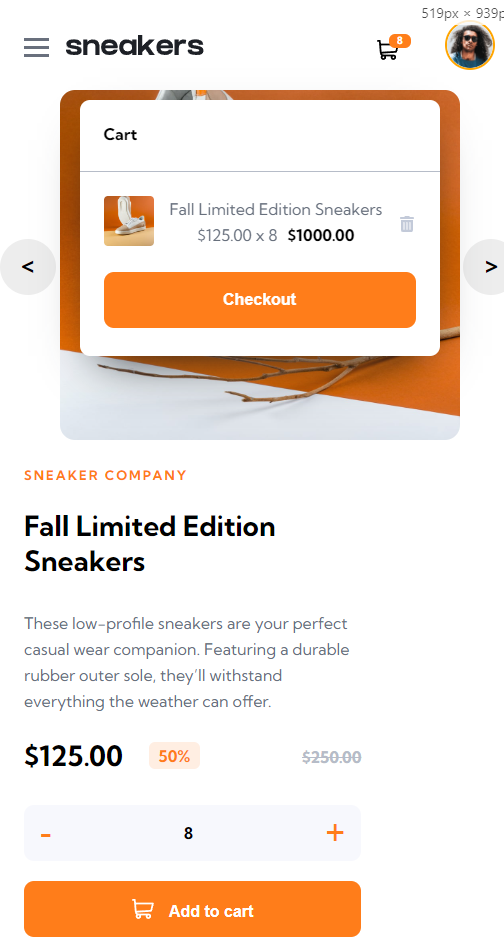 519px × 939p
sneakers
8
Cart
Fall Limited Edition Sneakers
$125.00 x 8 $1000.00
< >
Checkout
SNEAKER COMPANY
Fall Limited Edition
Sneakers
These low-profile sneakers are your perfect
casual wear companion. Featuring a durable
rubber outer sole, they’ll withstand
everything the weather can offer.
$125.00 50% $250.00
- 8 +
Add to cart